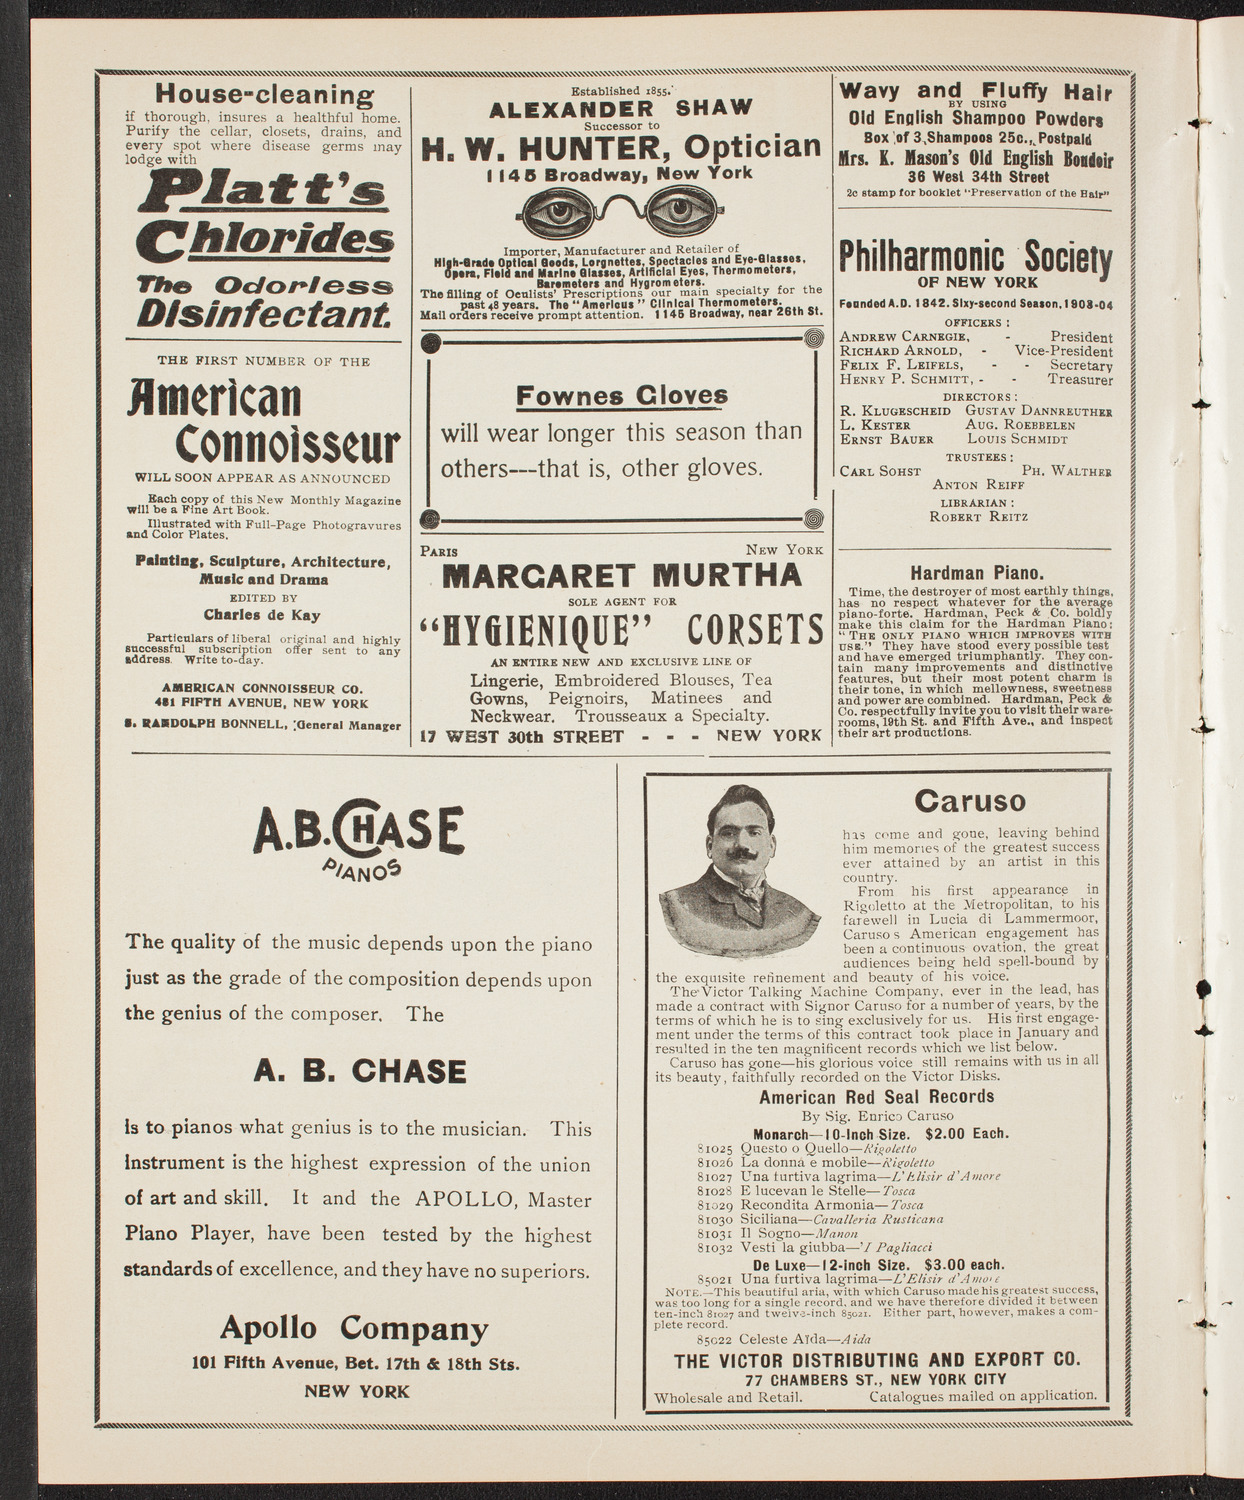 House-cleaning
if thorough, insures a healthful home.
Purify the cellar, closets, drains, and
every spot where disease germs may
lodge with
Platt's
Chlorides
The Odorless
Disinfectant.
THE FIRST NUMBER OF THE
American
Connoisseur
WILL SOON APPEAR AS ANNOUNCED
Each copy of this New Monthly Magazine
will be a Fine Art Book.
Illustrated with Full-Page Photogravures
and Color Plates.
Painting, Sculpture, Architecture,
Music and Drama
EDITED BY
Charles de Kay
Particulars of liberal original and highly
successful subscription offer sent to any
address. Write to-day.
AMERICAN CONNOISSEUR CO.
481 FIFTH AVENUE, NEW YORK
S. RANDOLPH BONNELL, General Manager
Established 1855.
ALEXANDER SHAW
Successor to
H. W. HUNTER, Optician
1145 Broadway, New York
Importer, Manufacturer and Retailer of
High-Grade Optical Goods, Lorgnettes, Spectacles and Eye-Glasses,
Opera, Field and Marine Glasses, Artificial Eyes, Thermometers,
Barometers and Hygrometers.
The filling of Oculists' Prescriptions our main specialty for the
past 48 years. The "Americus" Clinical Thermometers.
Mail orders receive prompt attention. 1145 Broadway, near 26th St.
Fownes Gloves
will wear longer this season than
others---that is, other gloves.
PARIS NEW YORK
MARGARET MURTHA
SOLE AGENT FOR
"HYGIENIQUE" CORSETS
AN ENTIRE NEW AND EXCLUSIVE LINE OF
Lingerie, Embroidered Blouses, Tea
Gowns, Peignoirs, Matinees and
Neckwear. Trousseaux a Specialty.
17 WEST 30th STREET - - - NEW YORK
Wavy and Fluffy Hair
BY USING
Old English Shampoo Powders
Box of 3 Shampoos 25c., Postpaid
Mrs. K. Mason's Old English Boudoir
36 West 34th Street
2c stamp for booklet "Preservation of the Hair"
Philharmonic Society
OF NEW YORK
Founded A.D. 1842. Sixty-second Season, 1903-04
OFFICERS:
ANDREW CARNEGIE, - President
RICHARD ARNOLD, - Vice-President
FELIX F. LEIFELS, - - Secretary
HENRY P. SCHMITT, - - Treasurer
DIRECTORS:
R. KLUGESCHEID GUSTAV DANNREUTHER
L. KESTER AUG. ROEBBELEN
ERNST BAUER LOUIS SCHMIDT
TRUSTEES:
CARL SOHST PH. WALTHER
ANTON REIFF
LIBRARIAN:
ROBERT REITZ
Hardman Piano.
Time, the destroyer of most earthly things,
has no respect whatever for the average
piano-forte. Hardman, Peck & Co. boldly
make this claim for the Hardman Piano:
"THE ONLY PIANO WHICH IMPROVES WITH
USE." They have stood every possible test
and have emerged triumphantly. They con-
tain many improvements and distinctive
features, but their most potent charm is
their tone, in which mellowness, sweetness
and power are combined. Hardman, Peck &
Co. respectfully invite you to visit their ware-
rooms, 19th St. and Fifth Ave., and inspect
their art productions.
A.B. CHASE
PIANOS
The quality of the music depends upon the piano
just as the grade of the composition depends upon
the genius of the composer. The
A. B. CHASE
is to pianos what genius is to the musician. This
instrument is the highest expression of the union
of art and skill. It and the APOLLO, Master
Piano Player, have been tested by the highest
standards of excellence, and they have no superiors.
Apollo Company
101 Fifth Avenue, Bet. 17th & 18th Sts.
NEW YORK
Caruso
has come and gone, leaving behind
him memories of the greatest success
ever attained by an artist in this
country.
From his first appearance in
Rigoletto at the Metropolitan, to his
farewell in Lucia di Lammermoor,
Caruso s American engagement has
been a continuous ovation, the great
audiences being held spell-bound by
the exquisite refinement and beauty of his voice.
The Victor Talking Machine Company, ever in the lead, has
made a contract with Signor Caruso for a number of years, by the
terms of which he is to sing exclusively for us. His first engage-
ment under the terms of this contract took place in January and
resulted in the ten magnificent records which we list below.
Caruso has gone—his glorious voice still remains with us in all
its beauty, faithfully recorded on the Victor Disks.
American Red Seal Records
By Sig. Enrico Caruso
Monarch—10-Inch Size. $2.00 Each.
81025 Questo o Quello—Rigoletto
81026 La donna e mobile—Rigoletto
81027 Una furtiva lagrima—L'Elisir d'Amore
81028 E lucevan le Stelle—Tosca
81029 Recondita Armonia—Tosca
81030 Siciliana—Cavalleria Rusticana
81031 Il Sogno—Manon
81032 Vesti la giubba—'I Pagliacci
De Luxe—12-inch Size. $3.00 each.
85021 Una furtiva lagrima—L'Elisir d'Amore
NOTE.—This beautiful aria, with which Caruso made his greatest success,
was too long for a single record, and we have therefore divided it between
ten-inch 81027 and twelve-inch 85021. Either part, however, makes a com-
plete record.
85022 Celeste Aïda—Aida
THE VICTOR DISTRIBUTING AND EXPORT CO.
77 CHAMBERS ST., NEW YORK CITY
Wholesale and Retail. Catalogues mailed on application.